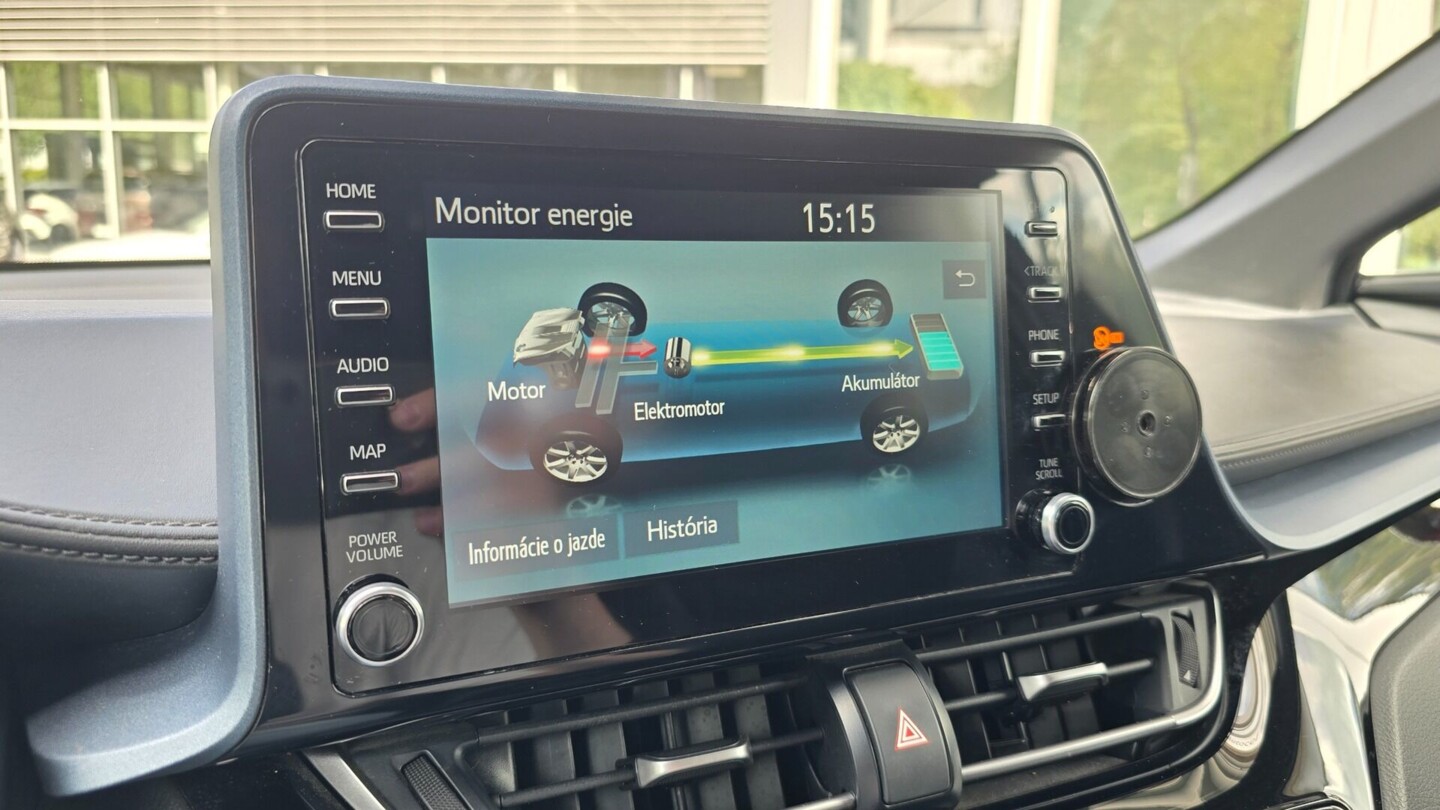 HOME
MENU
AUDIO
MAP
POWER
VOLUME
Monitor energie
15:15
Motor
Elektromotor
Akumulátor
Informácie o jazde
História
<TRACK
PHONE
SETUP
TUNE
SCROLL